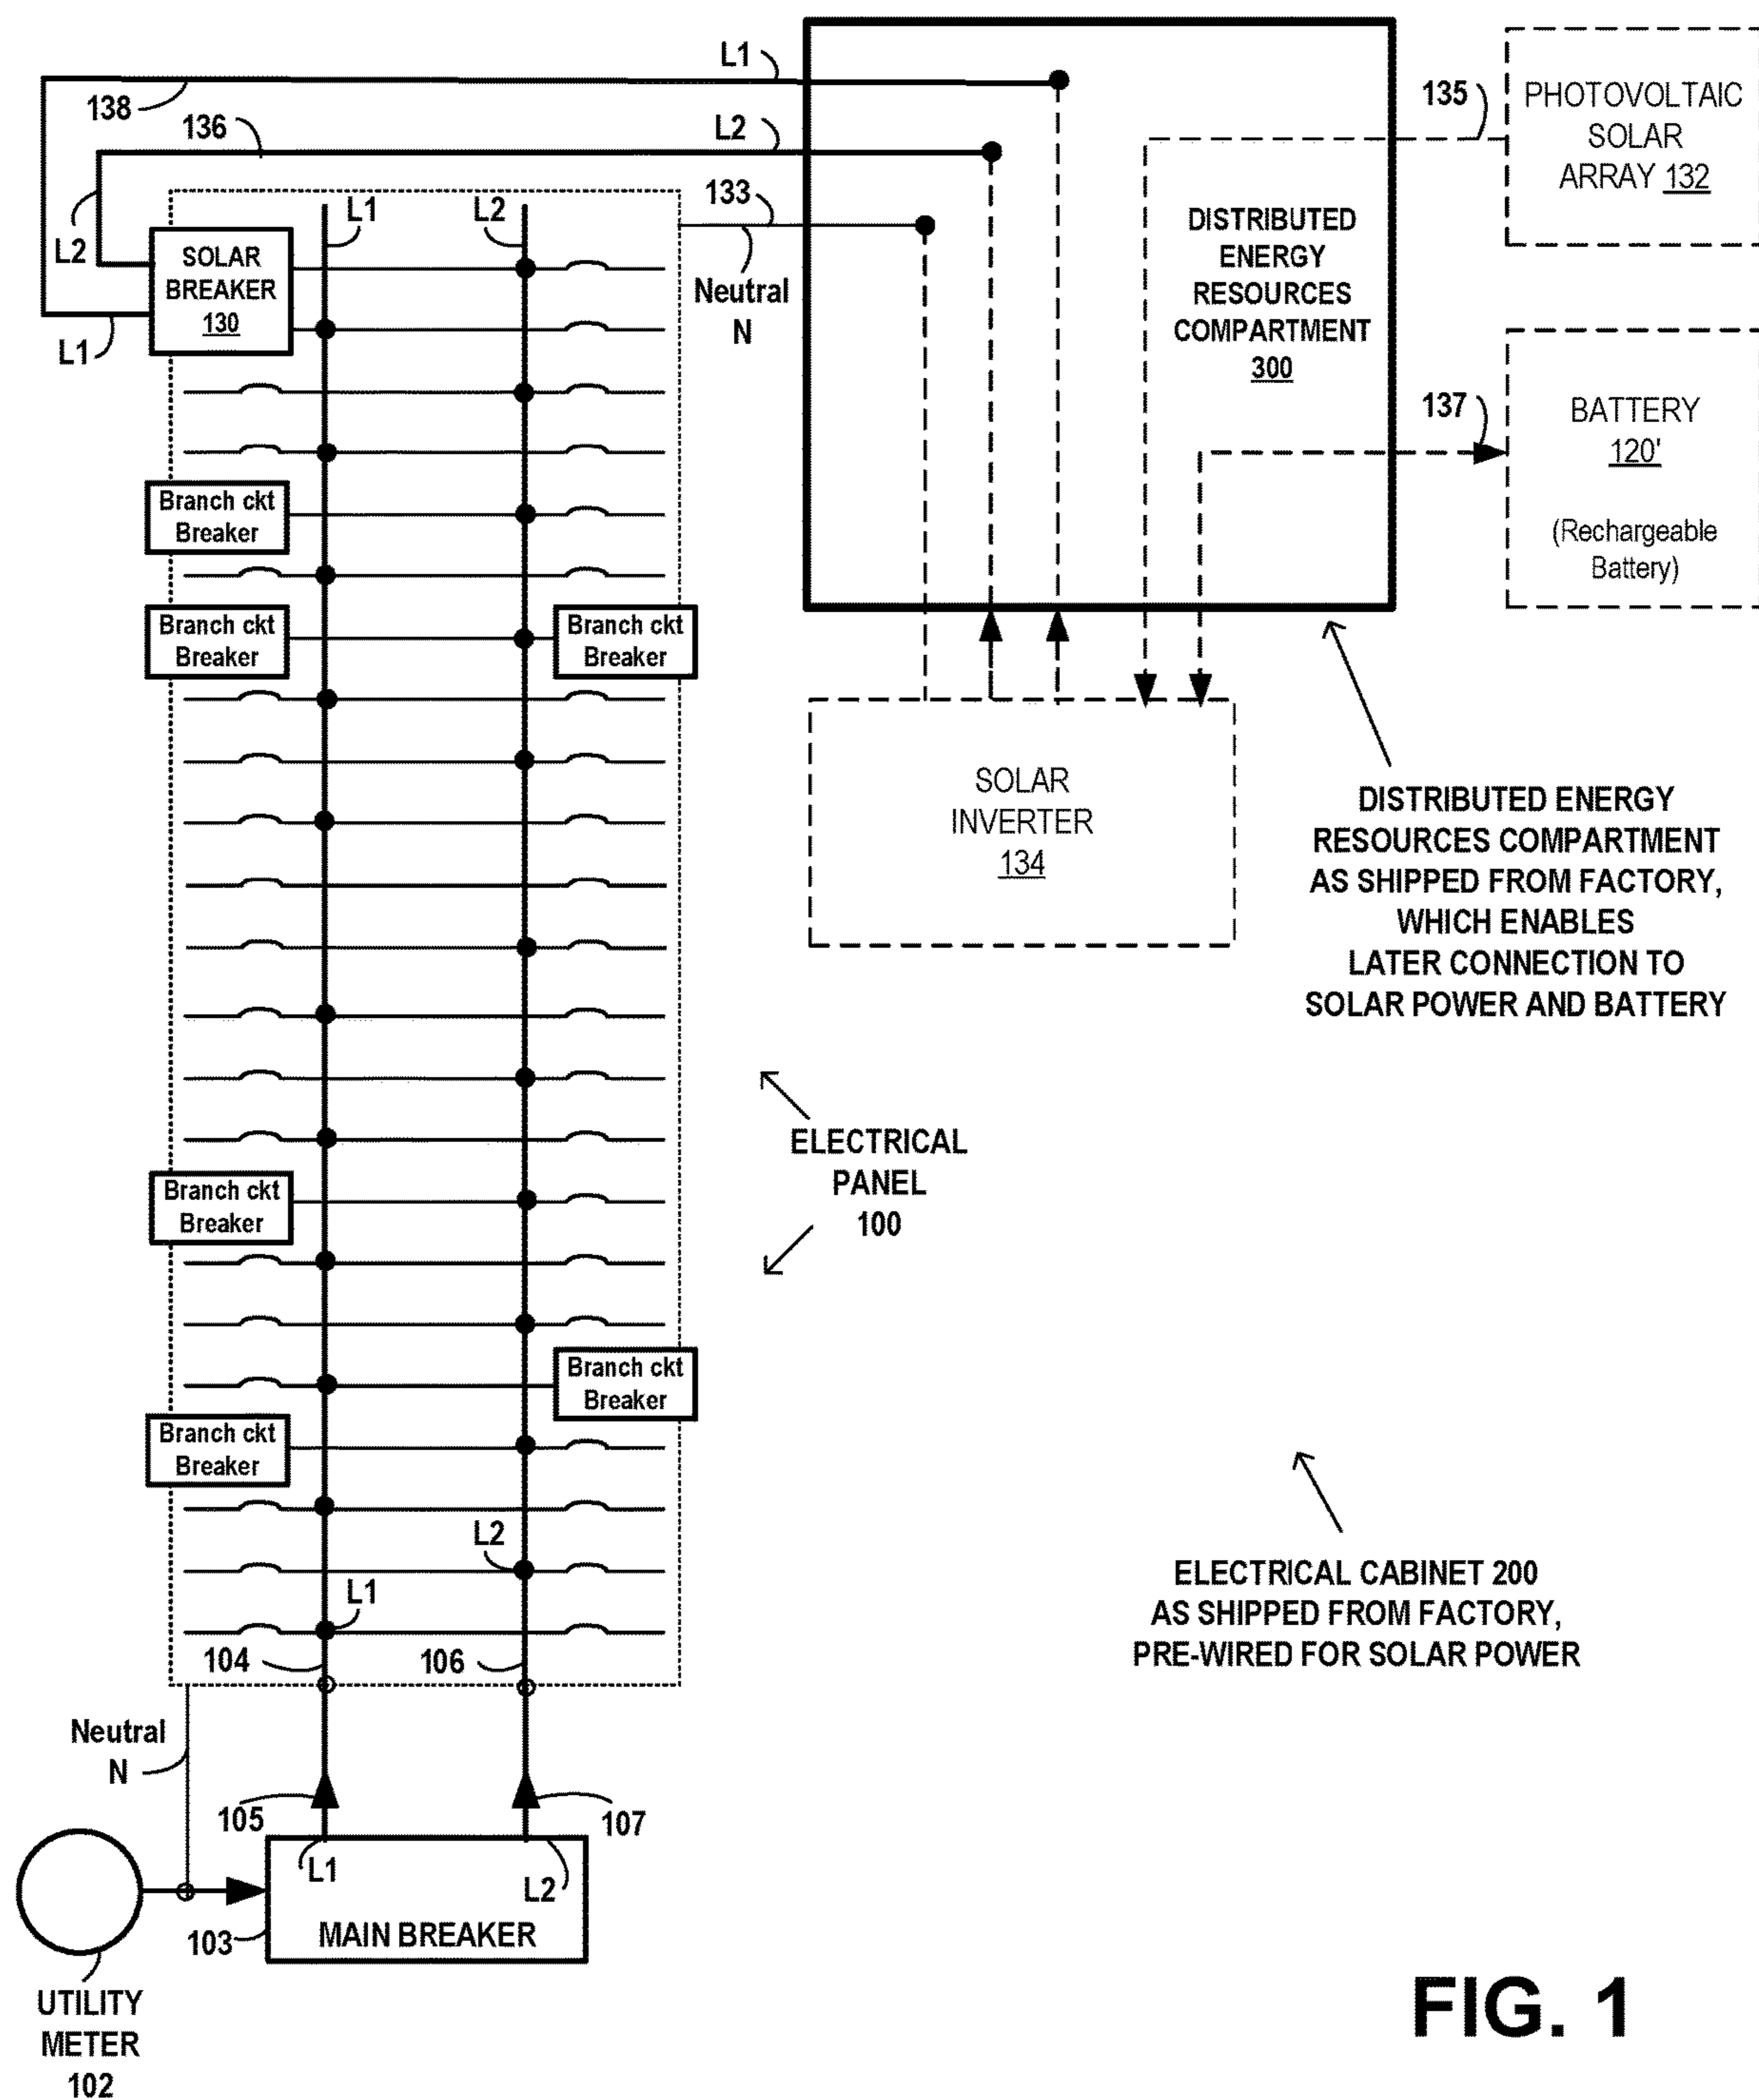 L1
138
136
L2
135
PHOTOVOLTAIC
SOLAR
ARRAY 132
133
L1
L2
L2
SOLAR
BREAKER
130
Neutral
N
DISTRIBUTED
ENERGY
RESOURCES
COMPARTMENT
300
L1
137
BATTERY
120'
(Rechargeable
Battery)
Branch ckt
Breaker
Branch ckt
Breaker
Branch ckt
Breaker
SOLAR
INVERTER
134
DISTRIBUTED ENERGY
RESOURCES COMPARTMENT
AS SHIPPED FROM FACTORY,
WHICH ENABLES
LATER CONNECTION TO
SOLAR POWER AND BATTERY
ELECTRICAL
PANEL
100
Branch ckt
Breaker
Branch ckt
Breaker
Branch ckt
Breaker
L2
L1
104
106
ELECTRICAL CABINET 200
AS SHIPPED FROM FACTORY,
PRE-WIRED FOR SOLAR POWER
Neutral
N
105
107
L1
L2
103
MAIN BREAKER
UTILITY
METER
102
FIG. 1